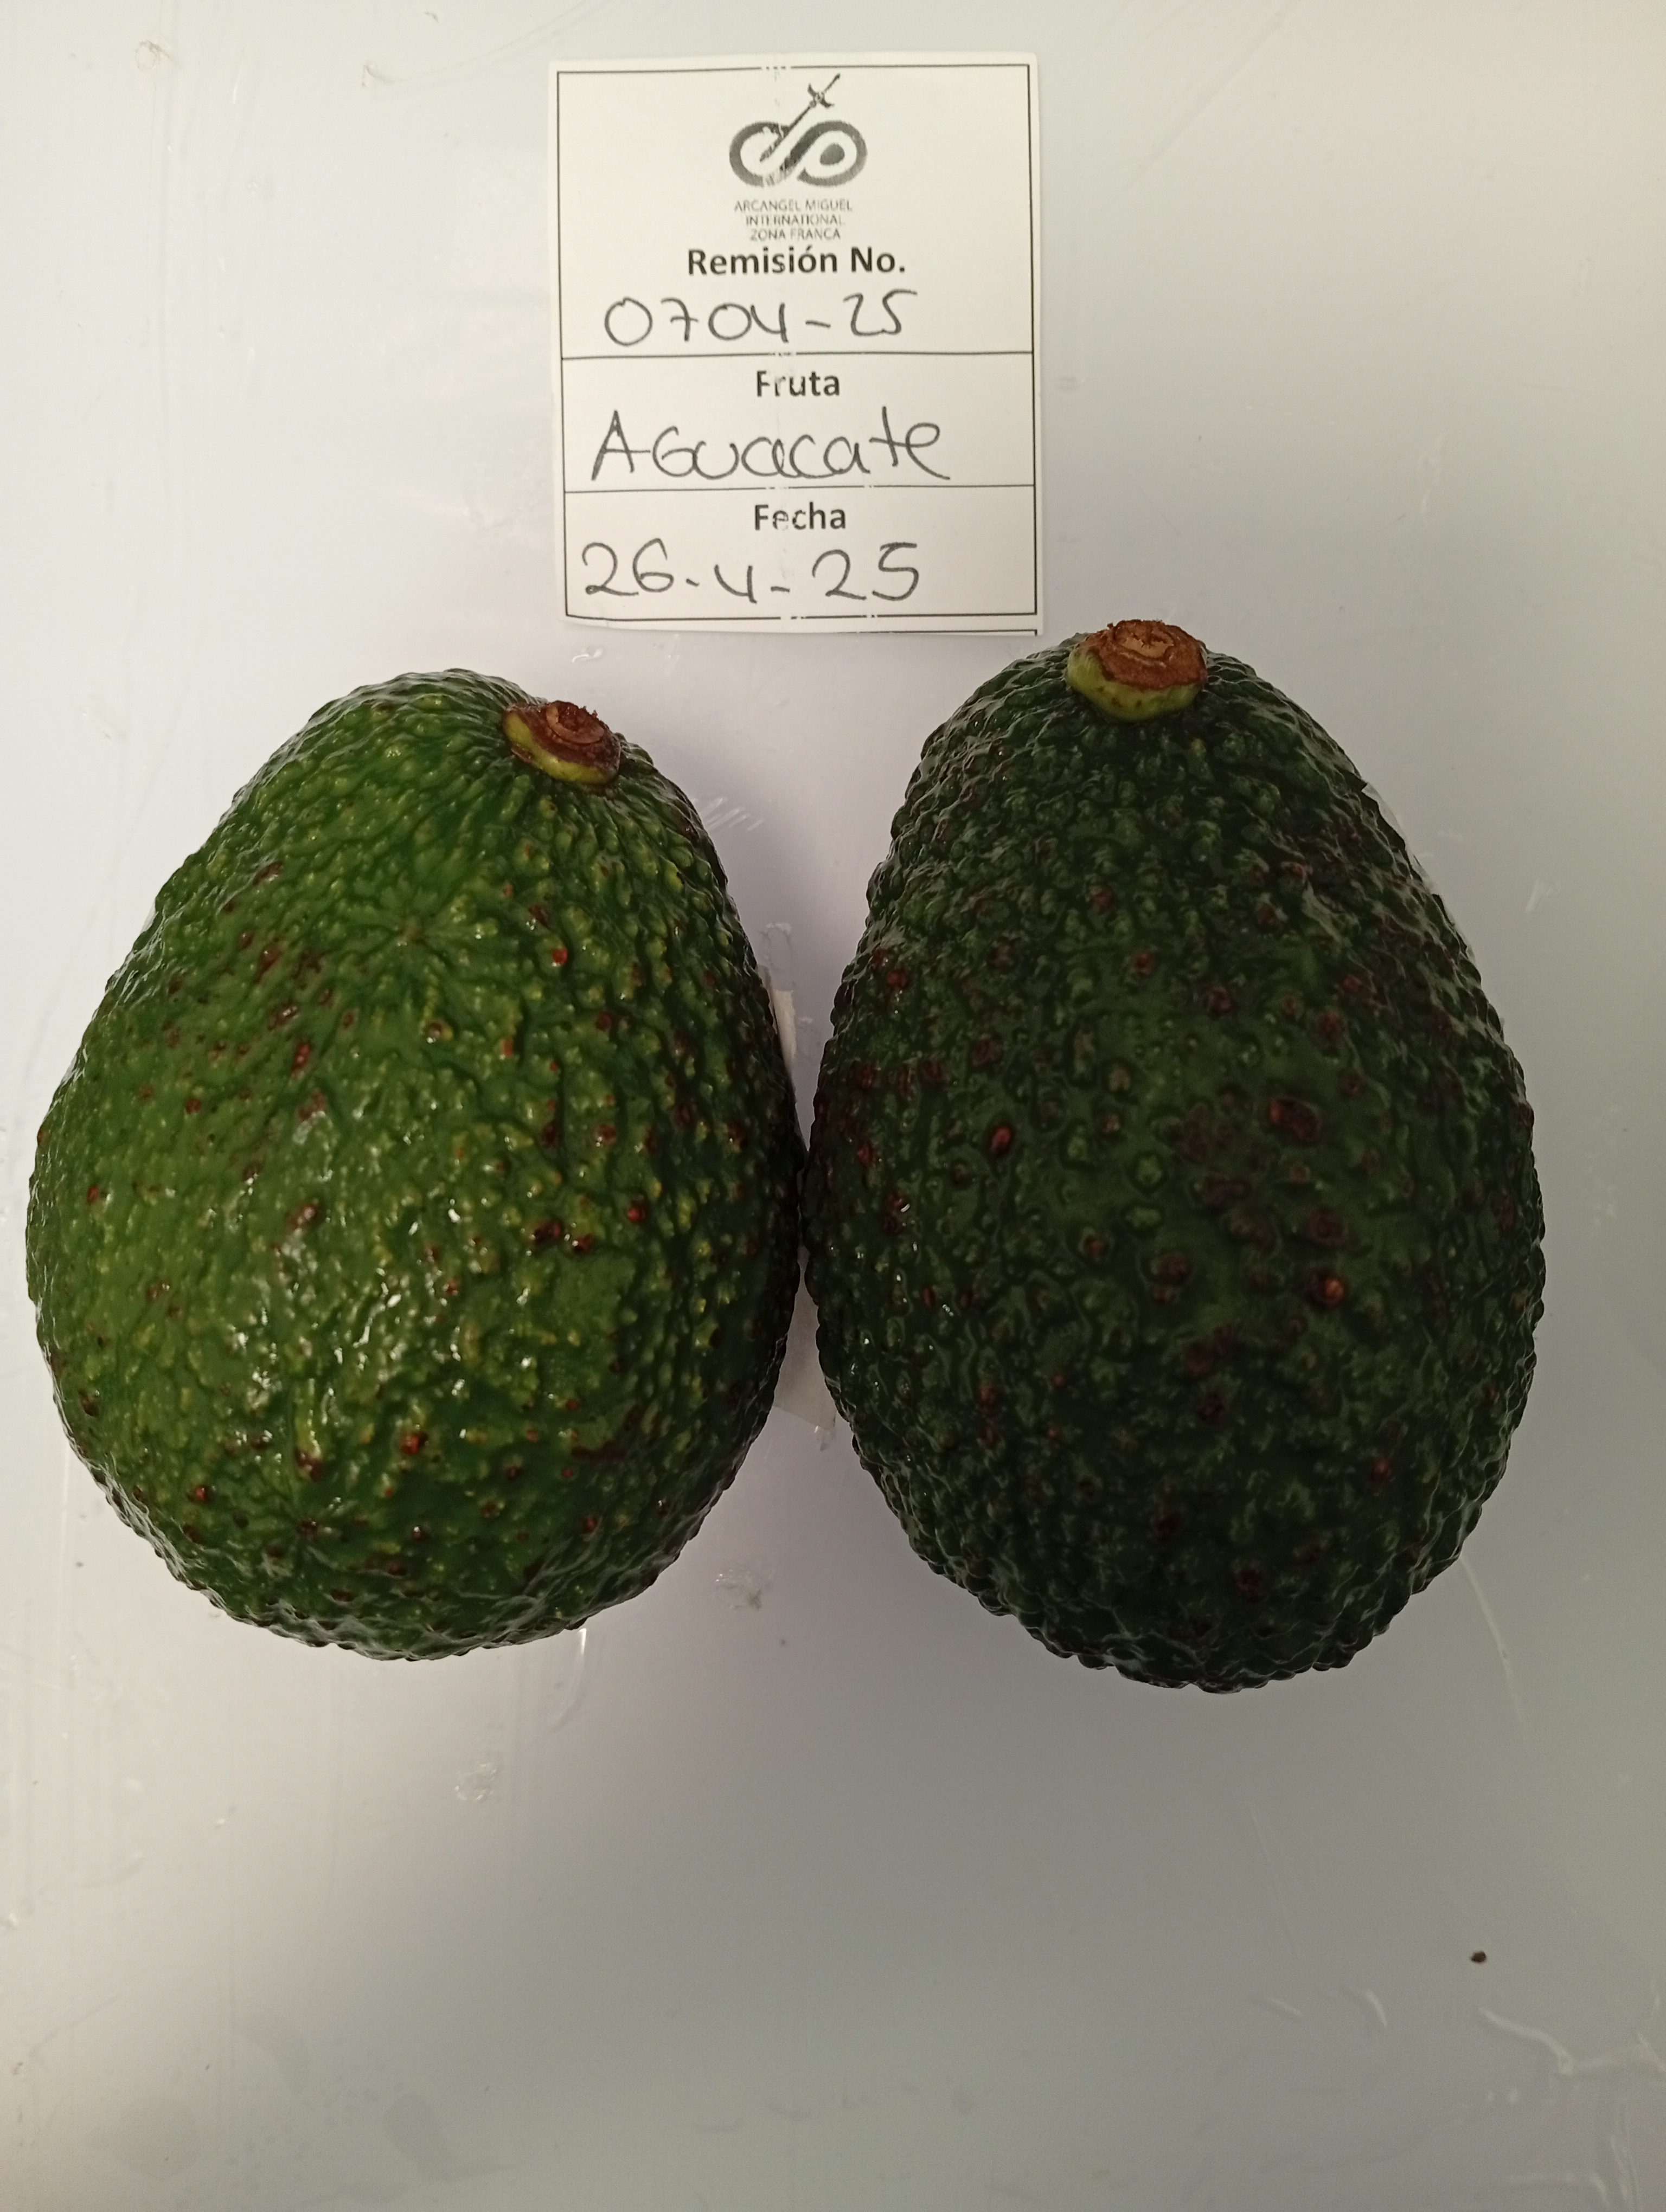 ARCANGEL MIGUEL
INTERNATIONAL
ZONA FRANCA
Remisión No.
0704-25
Fruta
AGuacate
Fecha
26-4-25